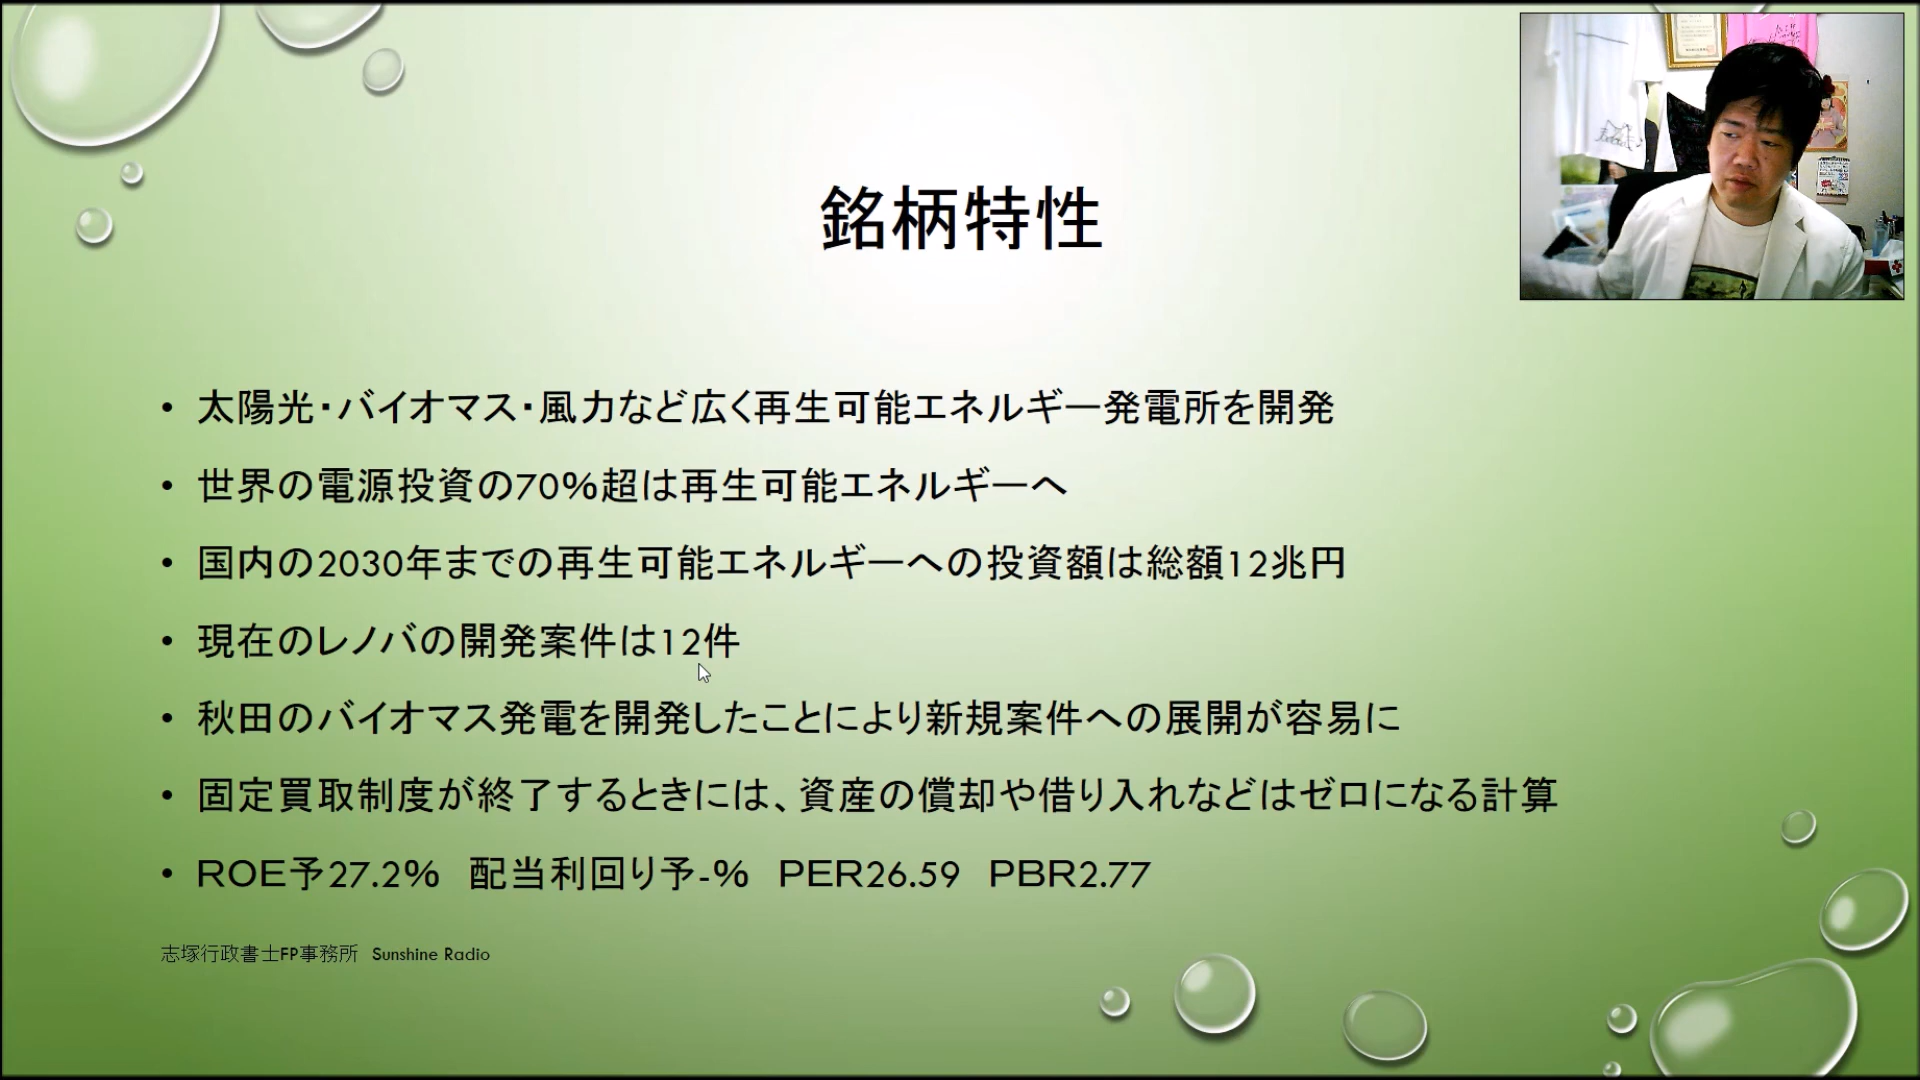 銘柄特性
• 太陽光・バイオマス・風力など広く再生可能エネルギー発電所を開発
• 世界の電源投資の70%超は再生可能エネルギーへ
• 国内の2030年までの再生可能エネルギーへの投資額は総額12兆円
• 現在のレノバの開発案件は12件
• 秋田のバイオマス発電を開発したことにより新規案件への展開が容易に
• 固定買取制度が終了するときには、資産の償却や借り入れなどはゼロになる計算
• ROE予27.2%　配当利回り予-%　PER26.59　PBR2.77
志塚行政書士FP事務所　Sunshine Radio